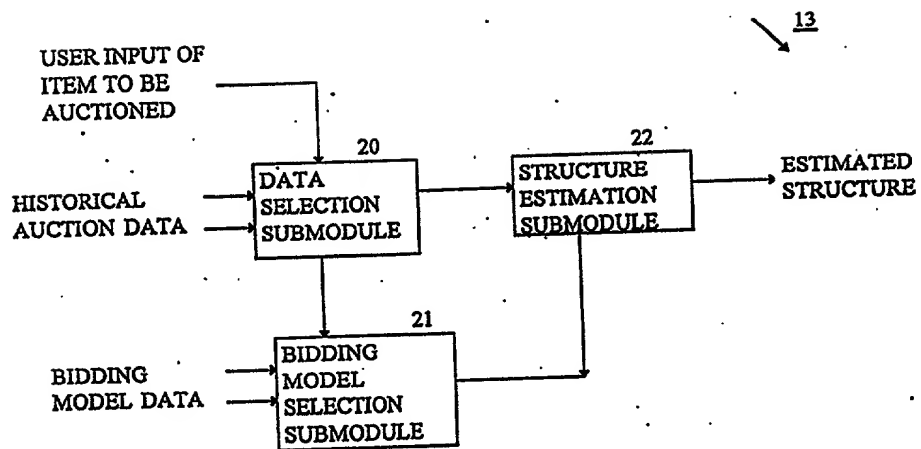 13
USER INPUT OF
ITEM TO BE
AUCTIONED
20
DATA
SELECTION
SUBMODULE
22
STRUCTURE
ESTIMATION
SUBMODULE
ESTIMATED
STRUCTURE
HISTORICAL
AUCTION DATA
21
BIDDING
MODEL
SELECTION
SUBMODULE
BIDDING
MODEL DATA